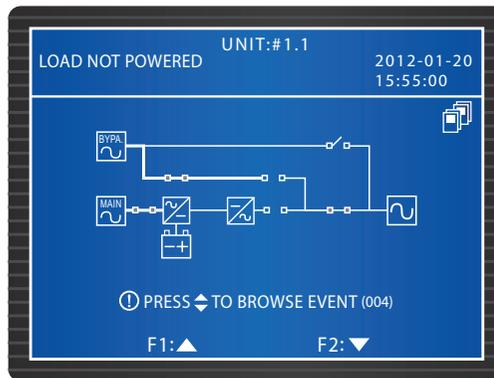 UNIT:#1.1
LOAD NOT POWERED
2012-01-20
15:55:00
BYPA.
MAIN
PRESS TO BROWSE EVENT (004)
F1: F2: